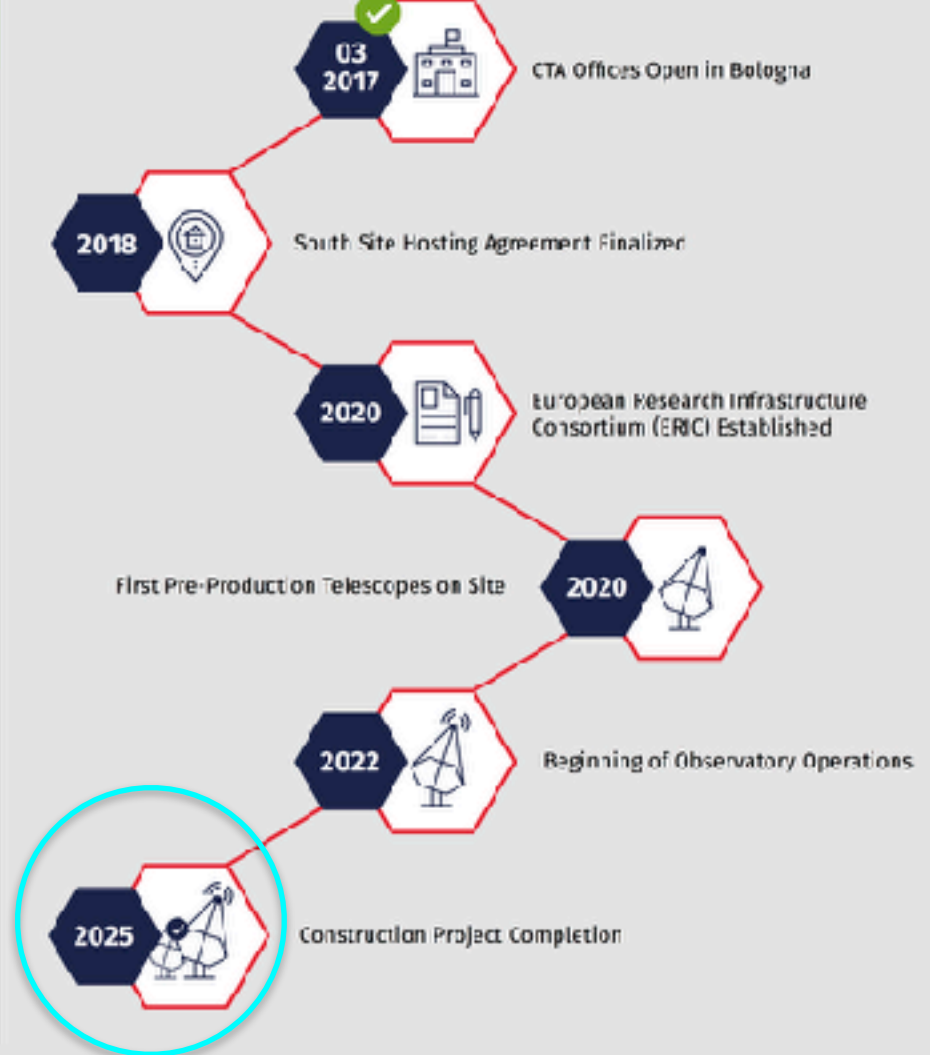 03
2017
CTA Offices Open in Bologna
2018
South Site Hosting Agreement Finalized
2020
European Research Infrastructure
Consortium (ERIC) Established
First Pre-Production Telescopes on Site
2020
2022
Beginning of Observatory Operations
2025
Construction Project Completion